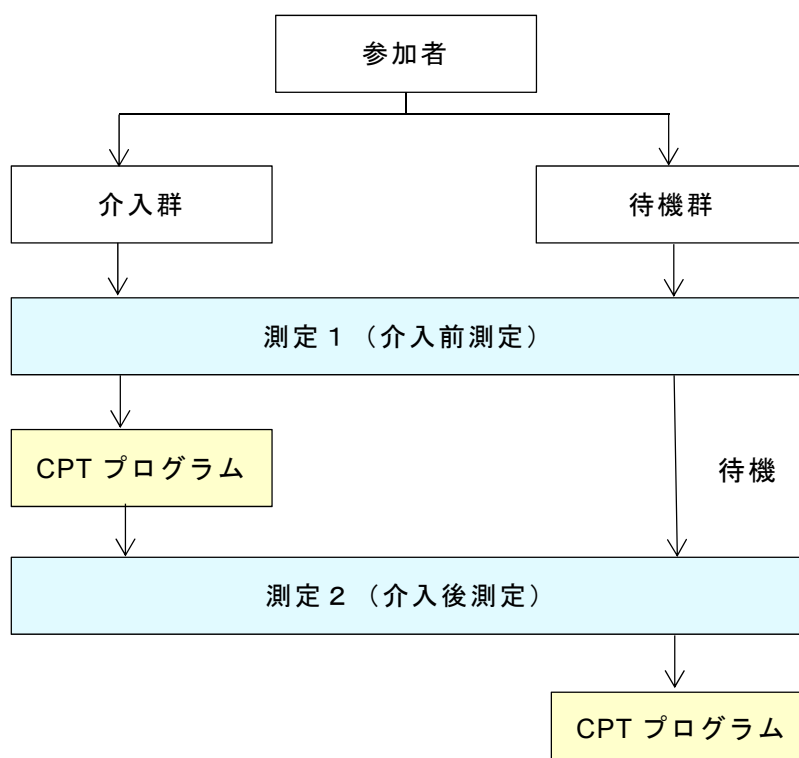 参加者
介入群
待機群
測定１（介入前測定）
CPT プログラム
待機
測定２（介入後測定）
CPT プログラム